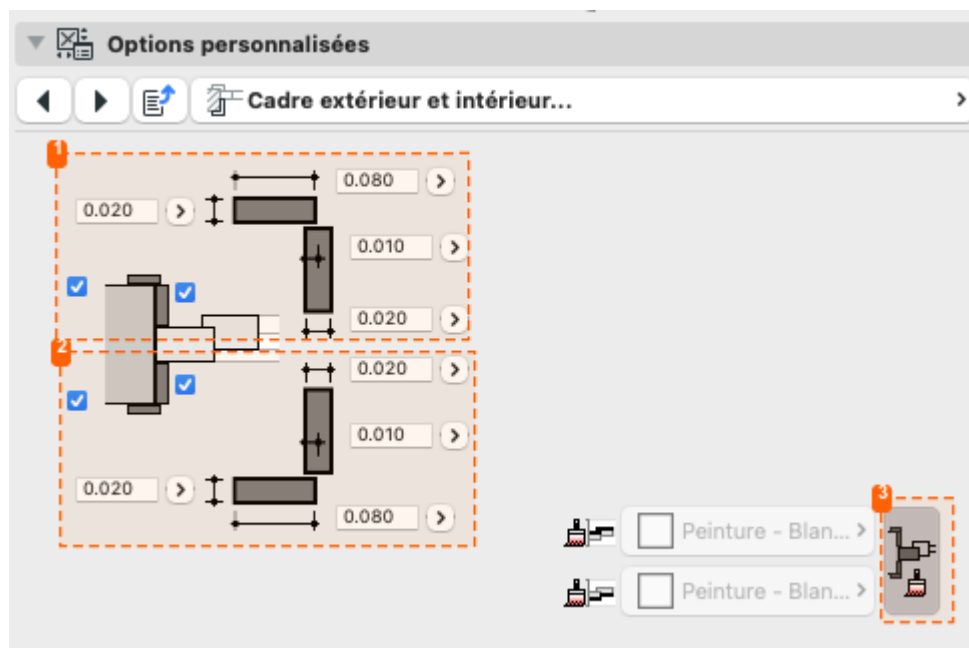 Options personnalisées
Cadre extérieur et intérieur...
1
0.080
0.020
0.010
0.020
2
0.020
0.010
0.020
0.080
3
Peinture - Blan...
Peinture - Blan...